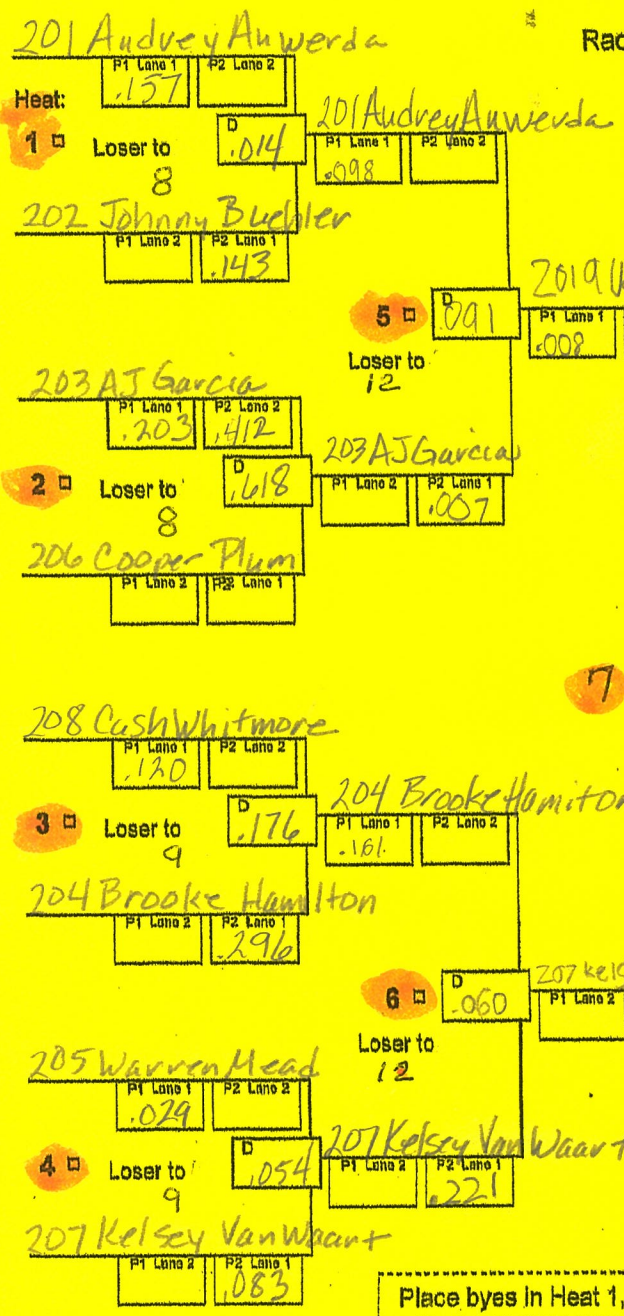 Rac
201 Audrey Auwerda
P1 Lane 1 P2 Lane 2
.157
Heat:
1 Loser to
8
D
.014
201 Audrey Auwerda
P1 Lane 1 P2 Lane 2
.098
202 Johnny Buehler
P1 Lane 2 P2 Lane 1
.143
5
Loser to
12
D
.091
P1 Lane 1
.008
203 AJ Garcia
P1 Lane 1 P2 Lane 2
.203 .412
2 Loser to
8
D
.618
203 AJ Garcia
P1 Lane 2 P2 Lane 1
.007
206 Cooper Plum
P1 Lane 2 P2 Lane 1
7
208 Cash Whitmore
P1 Lane 1 P2 Lane 2
.120
3 Loser to
9
D
.176
204 Brooke Hamiton
P1 Lane 1 P2 Lane 2
.161
204 Brooke Hamilton
P1 Lane 2 P2 Lane 1
.296
6
Loser to
12
D
.060
207 Kels
P1 Lane 2
205 Warren Mead
P1 Lane 1 P2 Lane 2
.029
4 Loser to
9
D
.054
207 Kelsey VanWaart
P1 Lane 2 P2 Lane 1
.221
207 Kelsey VanWaart
P1 Lane 2 P2 Lane 1
.083
Place byes in Heat 1,